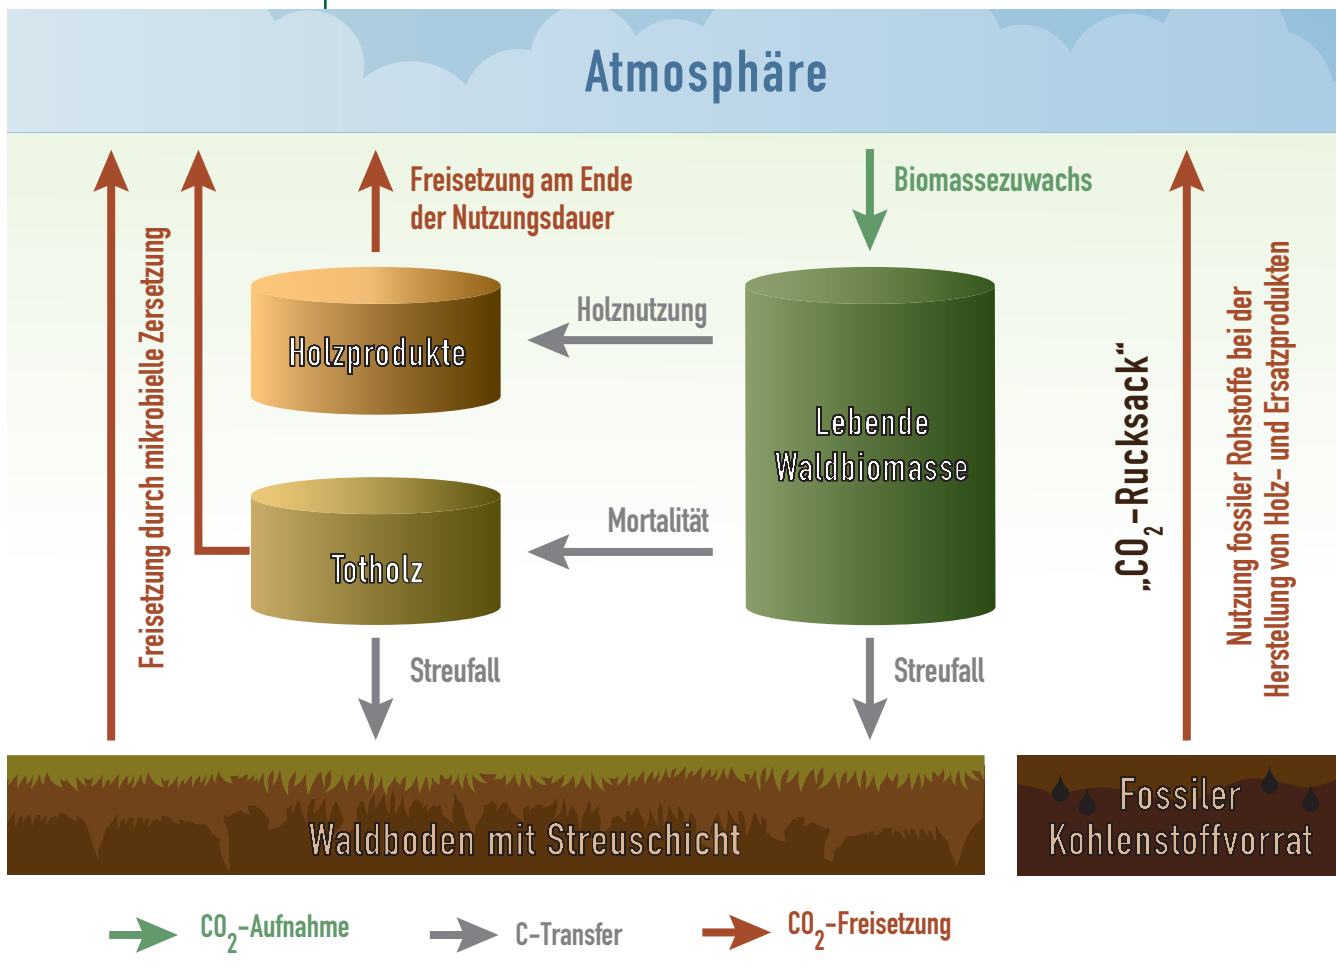 Atmosphäre
Freisetzung am Ende
der Nutzungsdauer
Biomassezuwachs
Freisetzung durch mikrobielle Zersetzung
Holzprodukte
Holznutzung
Lebende
Waldbiomasse
Totholz
Mortalität
Streufall
Streufall
„CO₂-Rucksack“
Nutzung fossiler Rohstoffe bei der
Herstellung von Holz- und Ersatzprodukten
Waldboden mit Streuschicht
Fossiler
Kohlenstoffvorrat
CO₂-Aufnahme
C-Transfer
CO₂-Freisetzung